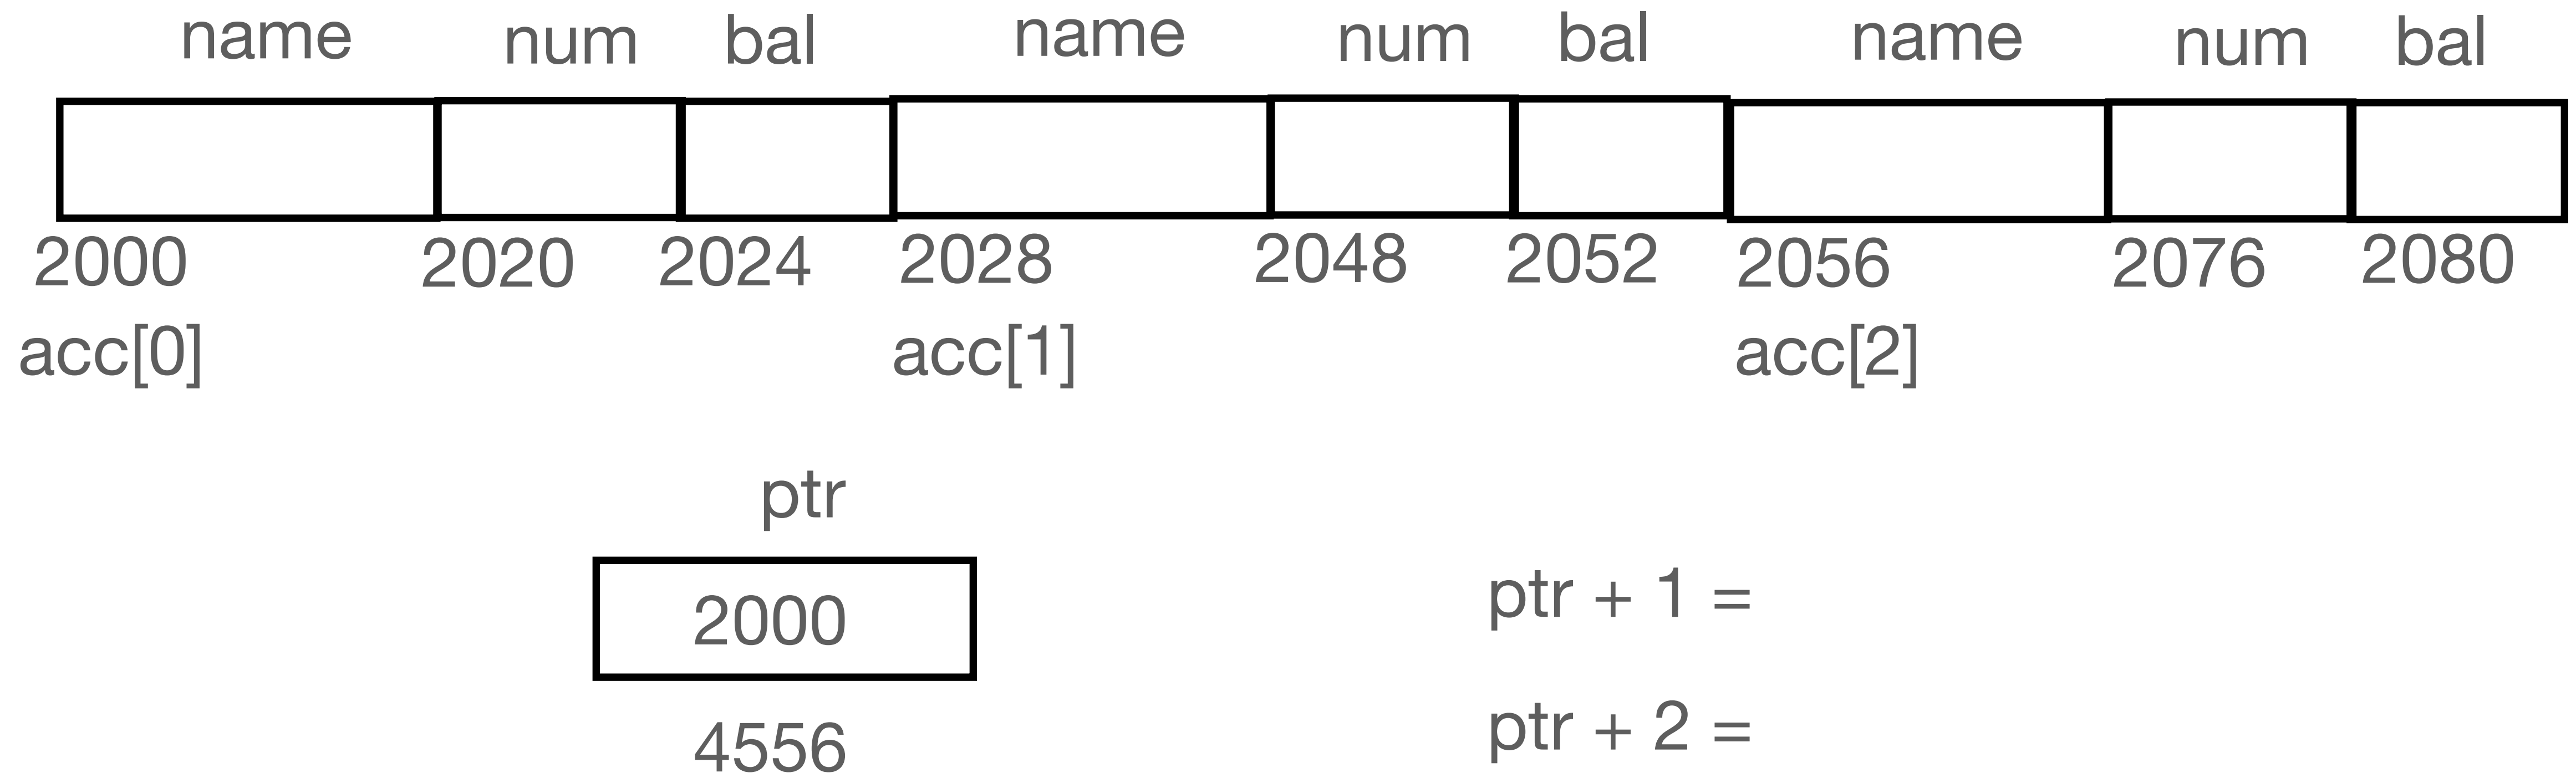 name num bal name num bal name num bal
2000 2020 2024 2028 2048 2052 2056 2076 2080
acc[0] acc[1] acc[2]
ptr
2000
4556
ptr + 1 =
ptr + 2 =